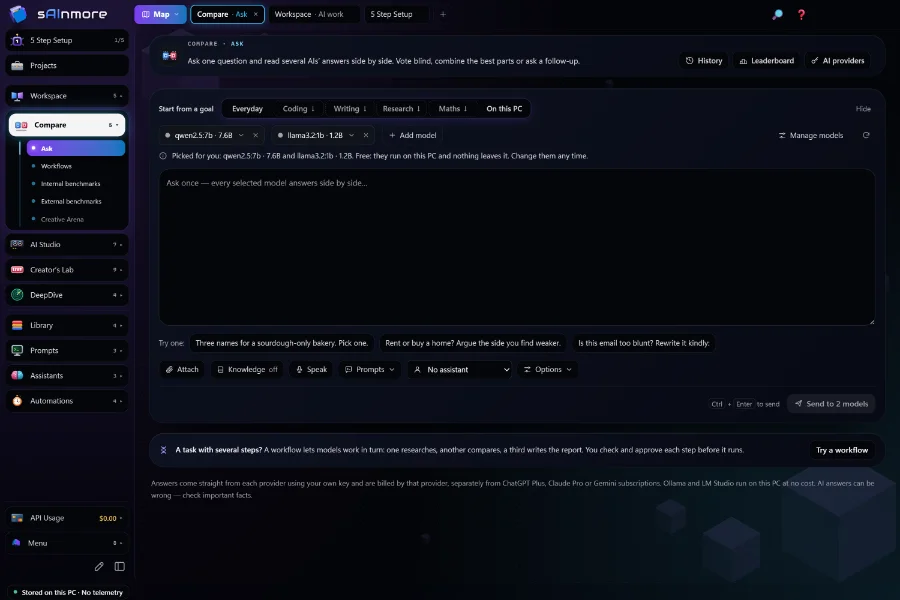 sAInmore
Map
Compare · Ask ×
Workspace · AI work
5 Step Setup
+
5 Step Setup 1/5
Projects
Workspace 5
Compare 5
Ask
Workflows
Internal benchmarks
External benchmarks
Creative Arena
AI Studio 7
Creator's Lab 9
DeepDive 4
Library 4
Prompts 3
Assistants 3
Automations 4
API Usage $0.00
Menu 8
Stored on this PC · No telemetry
COMPARE · ASK
Ask one question and read several AIs' answers side by side. Vote blind, combine the best parts or ask a follow-up.
History
Leaderboard
AI providers
Start from a goal
Everyday
Coding ↓
Writing ↓
Research ↓
Maths ↓
On this PC
Hide
qwen2.5:7b · 7.6B ×
llama3.2:1b · 1.2B ×
+ Add model
Manage models
Picked for you: qwen2.5:7b · 7.6B and llama3.2:1b · 1.2B. Free: they run on this PC and nothing leaves it. Change them any time.
Ask once — every selected model answers side by side...
Try one:
Three names for a sourdough-only bakery. Pick one.
Rent or buy a home? Argue the side you find weaker.
Is this email too blunt? Rewrite it kindly:
Attach
Knowledge off
Speak
Prompts
No assistant
Options
Ctrl + Enter to send
Send to 2 models
A task with several steps? A workflow lets models work in turn: one researches, another compares, a third writes the report. You check and approve each step before it runs.
Try a workflow
Answers come straight from each provider using your own key and are billed by that provider, separately from ChatGPT Plus, Claude Pro or Gemini subscriptions. Ollama and LM Studio run on this PC at no cost. AI answers can be
wrong — check important facts.